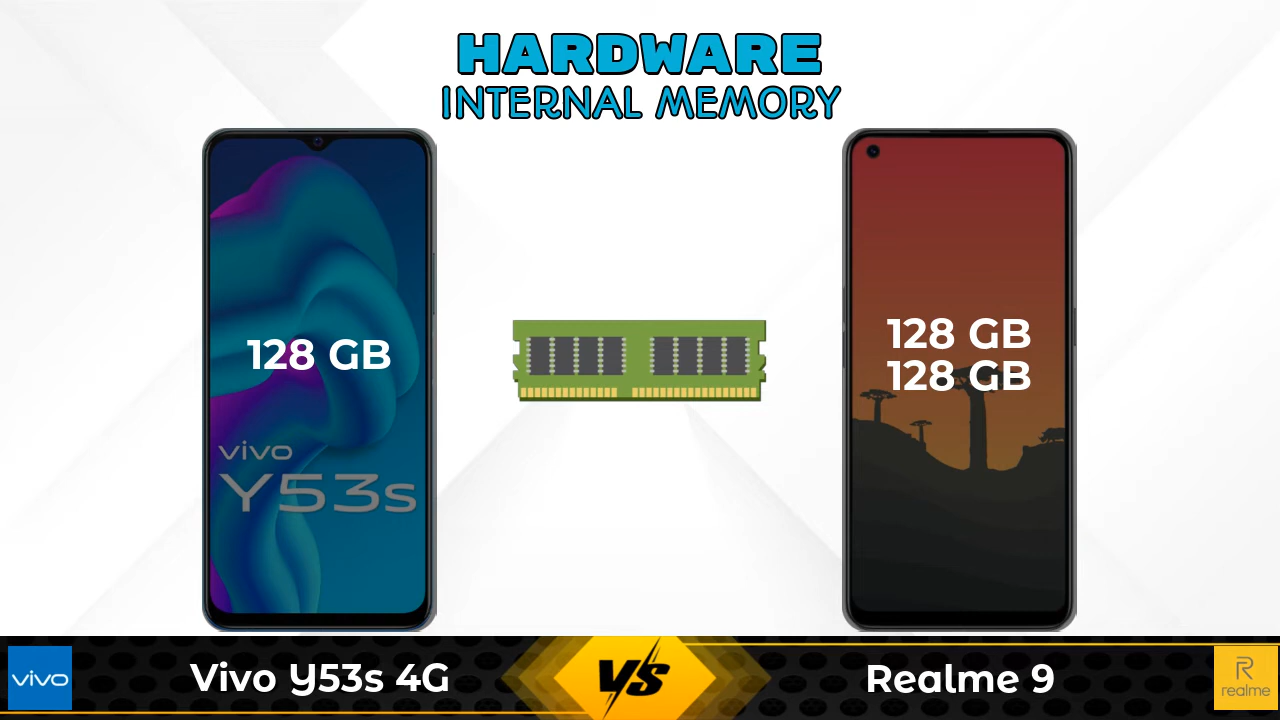 HARDWARE
INTERNAL MEMORY
128 GB
vivo
Y53s
128 GB
128 GB
vivo
Vivo Y53s 4G
VS
Realme 9
R
realme